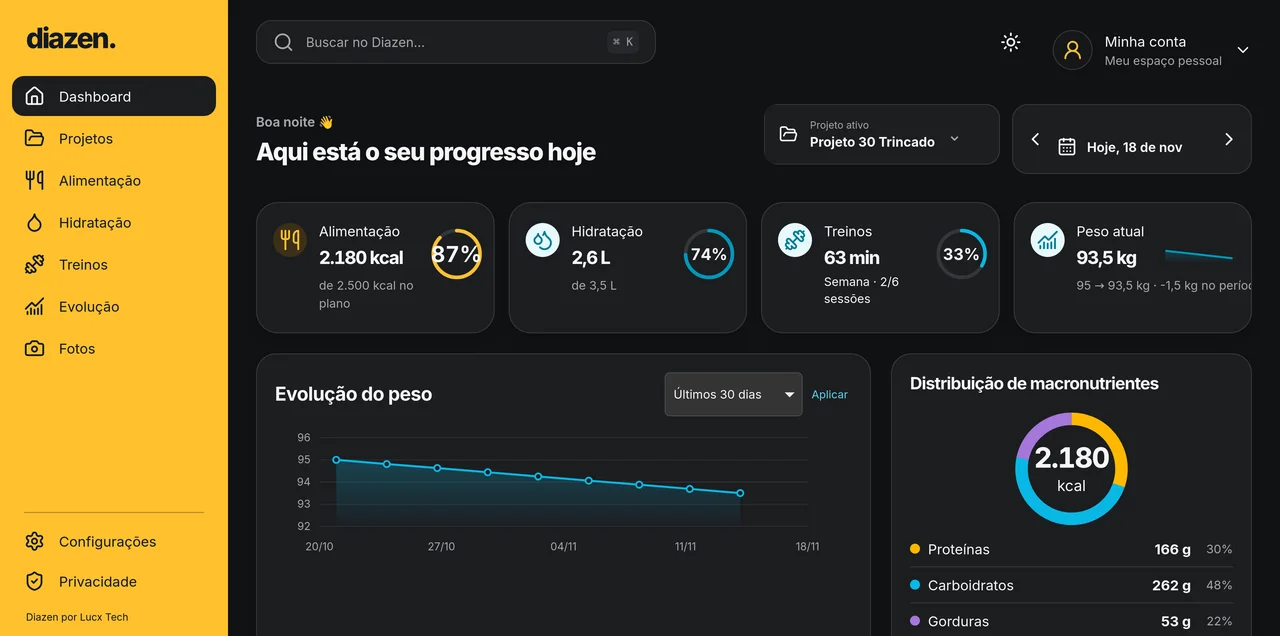 diazen.
Dashboard
Projetos
Alimentação
Hidratação
Treinos
Evolução
Fotos
Configurações
Privacidade
Diazen por Lucx Tech
Buscar no Diazen...
⌘ K
Minha conta
Meu espaço pessoal
Boa noite 👋
Aqui está o seu progresso hoje
Projeto ativo
Projeto 30 Trincado
Hoje, 18 de nov
Alimentação
2.180 kcal
de 2.500 kcal no
plano
87%
Hidratação
2,6 L
de 3,5 L
74%
Treinos
63 min
Semana · 2/6
sessões
33%
Peso atual
93,5 kg
95 → 93,5 kg · -1,5 kg no períoc
Evolução do peso
Últimos 30 dias
Aplicar
96
95
94
93
92
20/10
27/10
04/11
11/11
18/11
Distribuição de macronutrientes
2.180
kcal
Proteínas 166 g 30%
Carboidratos 262 g 48%
Gorduras 53 g 22%